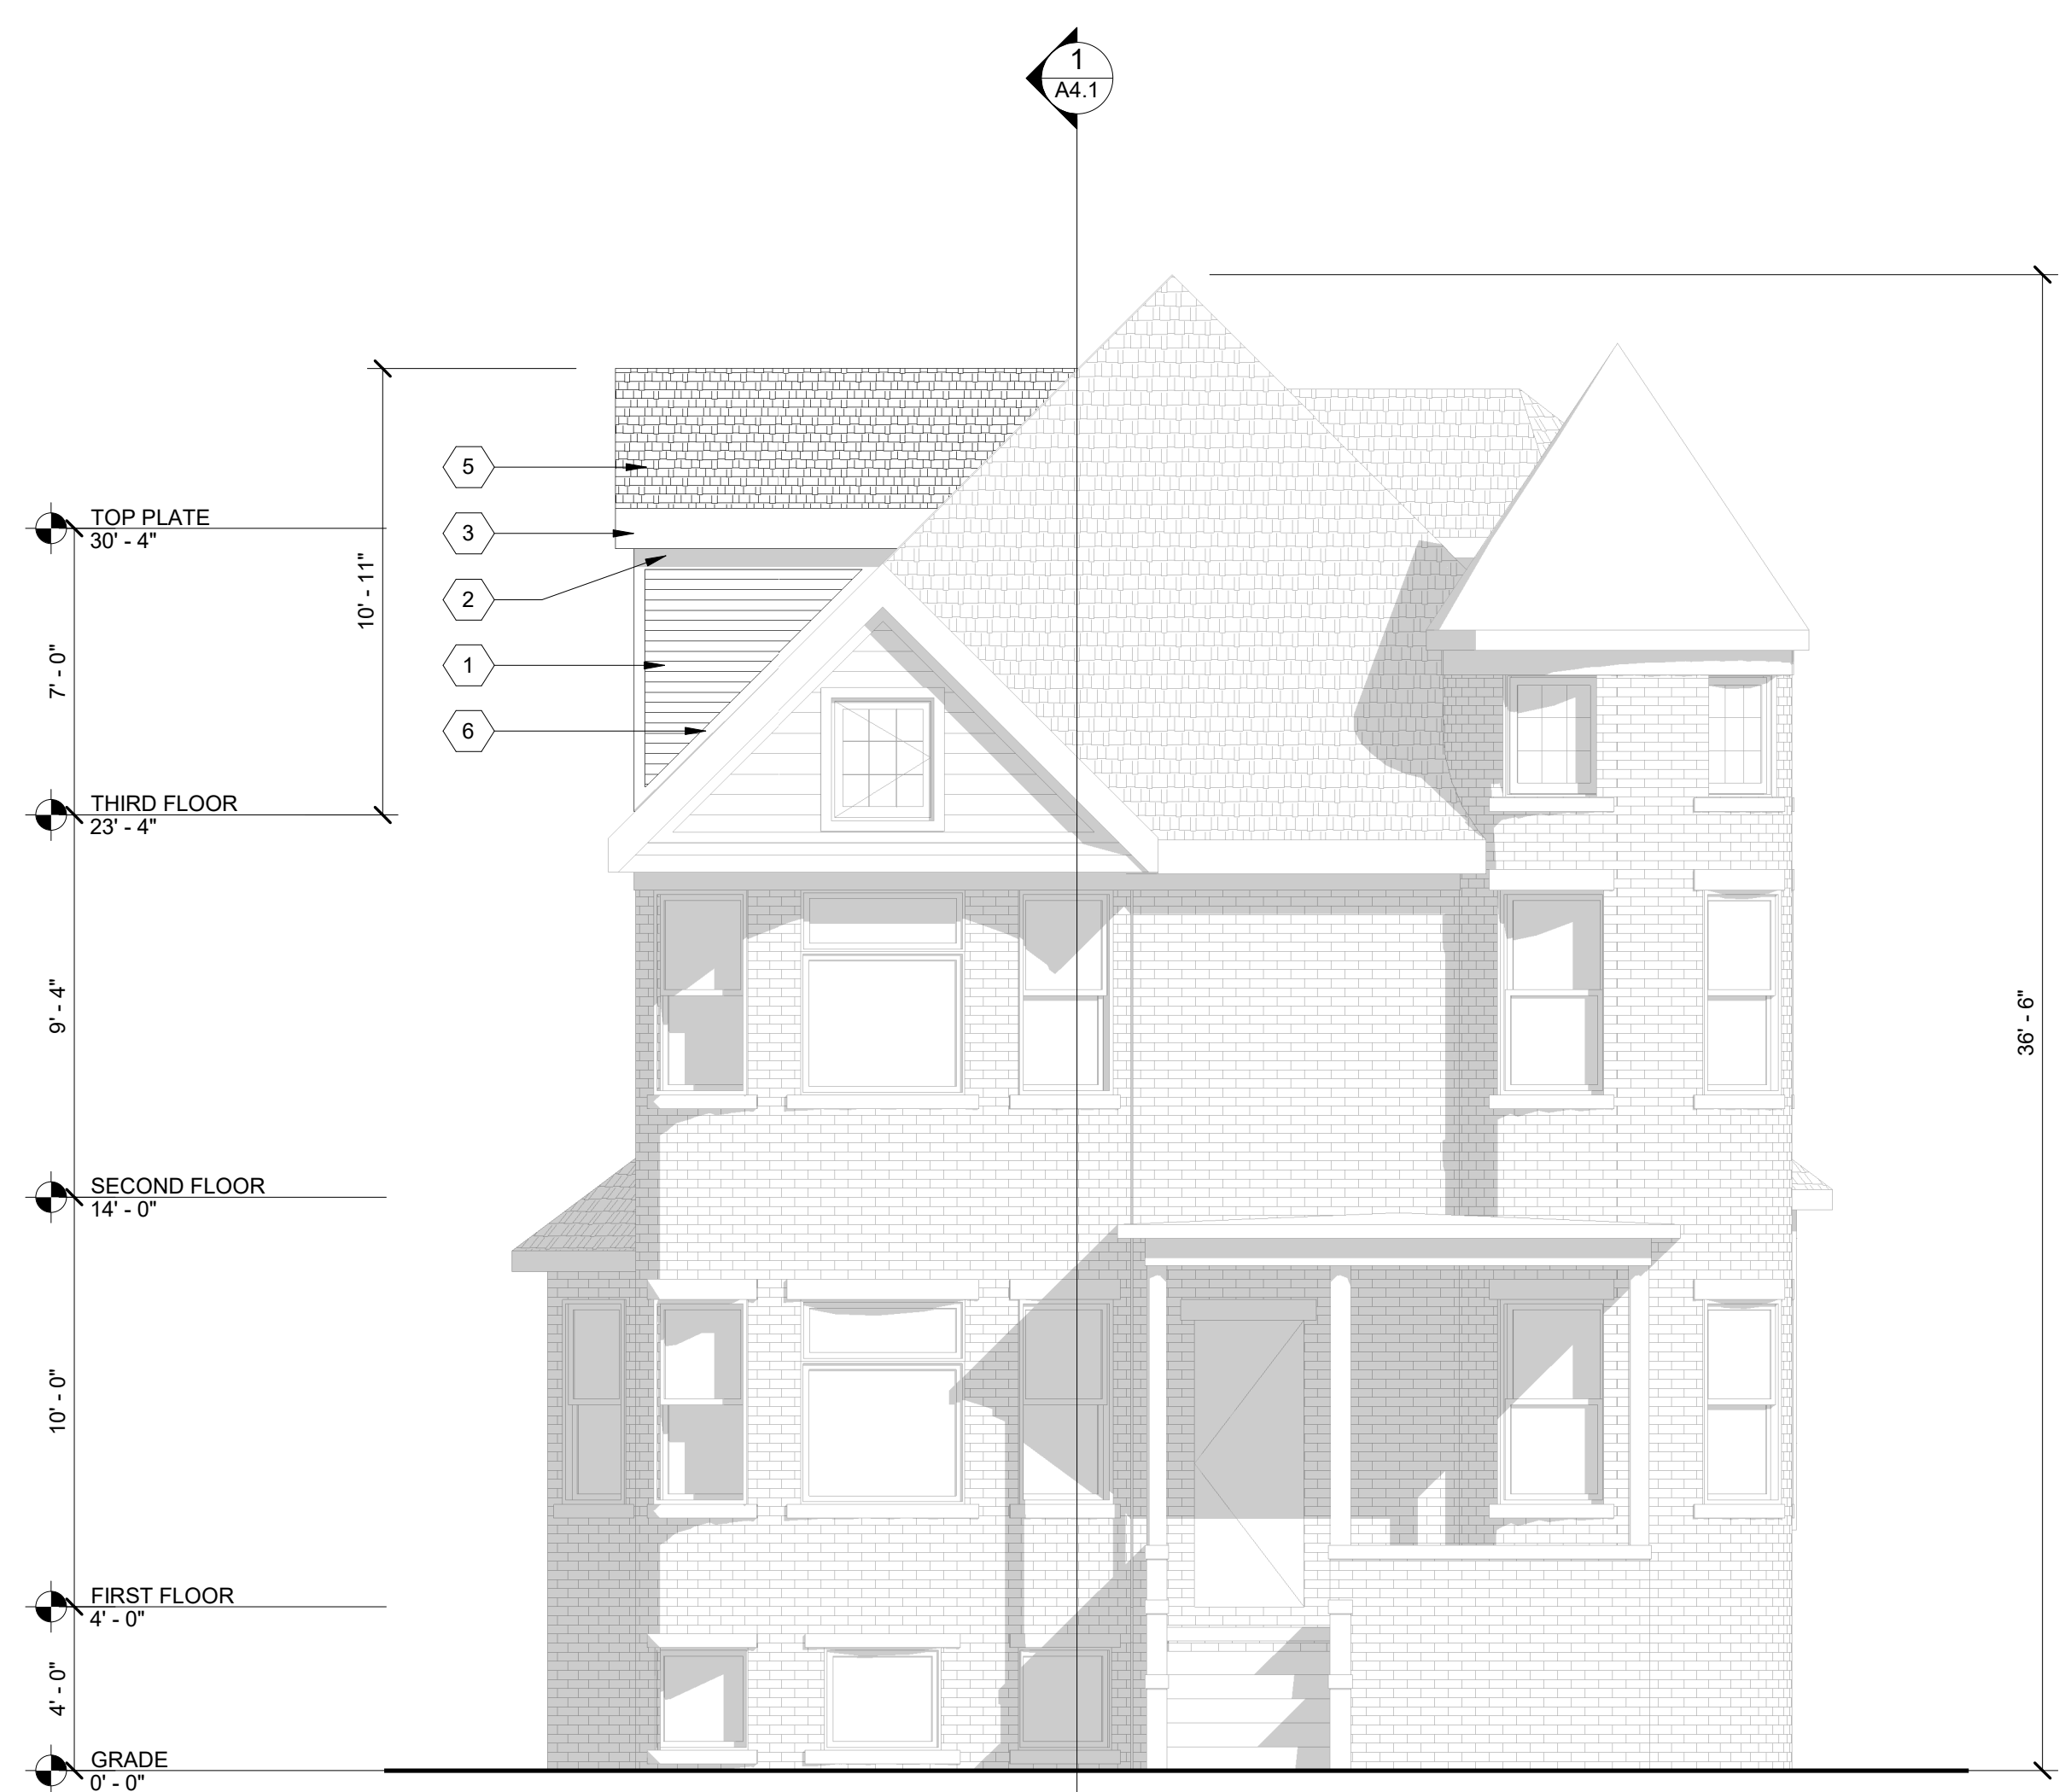 1
A4.1
5
TOP PLATE
30' - 4"
3
10' - 11"
2
7' - 0"
1
6
THIRD FLOOR
23' - 4"
9' - 4"
36' - 6"
SECOND FLOOR
14' - 0"
10' - 0"
FIRST FLOOR
4' - 0"
4' - 0"
GRADE
0' - 0"